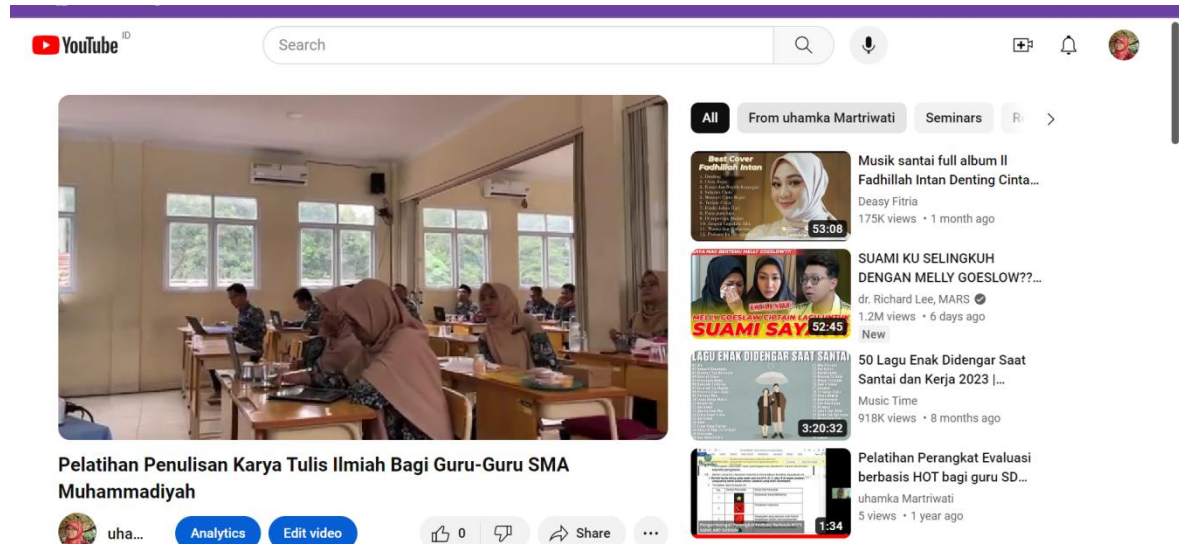 YouTube ID
Search
All
From uhamka Martriwati
Seminars
Pelatihan Penulisan Karya Tulis Ilmiah Bagi Guru-Guru SMA
Muhammadiyah
uha...
Analytics
Edit video
0
Share
Best Cover
Fadhillah Intan
53:08
Musik santai full album ll
Fadhillah Intan Denting Cinta...
Deasy Fitria
175K views • 1 month ago
SUAMI SAYA
52:45
SUAMI KU SELINGKUH
DENGAN MELLY GOESLOW??...
dr. Richard Lee, MARS
1.2M views • 6 days ago
New
LAGU ENAK DIDENGAR SAAT SANTAI
3:20:32
50 Lagu Enak Didengar Saat
Santai dan Kerja 2023 |...
Music Time
918K views • 8 months ago
1:34
Pelatihan Perangkat Evaluasi
berbasis HOT bagi guru SD...
uhamka Martriwati
5 views • 1 year ago